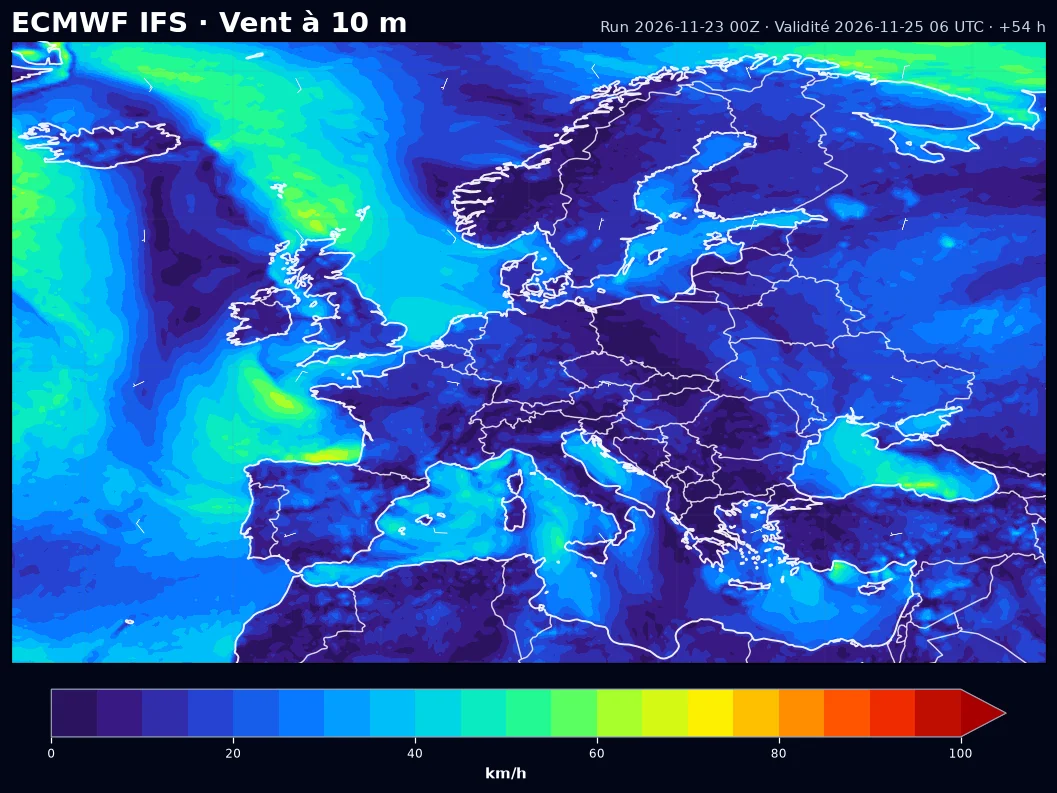 ECMWF IFS · Vent à 10 m
Run 2026-11-23 00Z · Validité 2026-11-25 06 UTC · +54 h
0 20 40 60 80 100
km/h